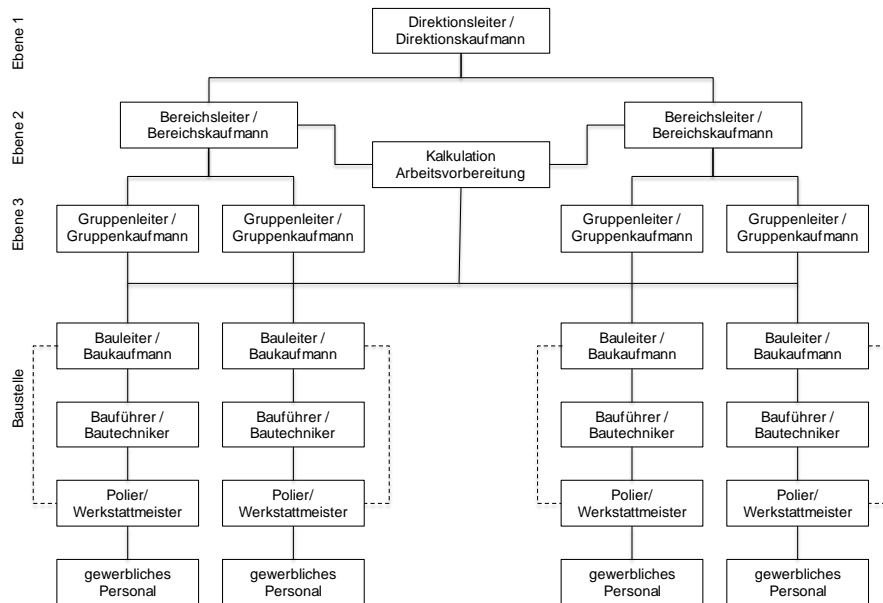 Ebene 1
Direktionsleiter /
Direktionskaufmann
Ebene 2
Bereichsleiter /
Bereichskaufmann
Bereichsleiter /
Bereichskaufmann
Kalkulation
Arbeitsvorbereitung
Ebene 3
Gruppenleiter /
Gruppenkaufmann
Gruppenleiter /
Gruppenkaufmann
Gruppenleiter /
Gruppenkaufmann
Gruppenleiter /
Gruppenkaufmann
Baustelle
Bauleiter /
Baukaufmann
Bauleiter /
Baukaufmann
Bauleiter /
Baukaufmann
Bauleiter /
Baukaufmann
Bauführer /
Bautechniker
Bauführer /
Bautechniker
Bauführer /
Bautechniker
Bauführer /
Bautechniker
Polier/
Werkstattmeister
Polier/
Werkstattmeister
Polier/
Werkstattmeister
Polier/
Werkstattmeister
gewerbliches
Personal
gewerbliches
Personal
gewerbliches
Personal
gewerbliches
Personal